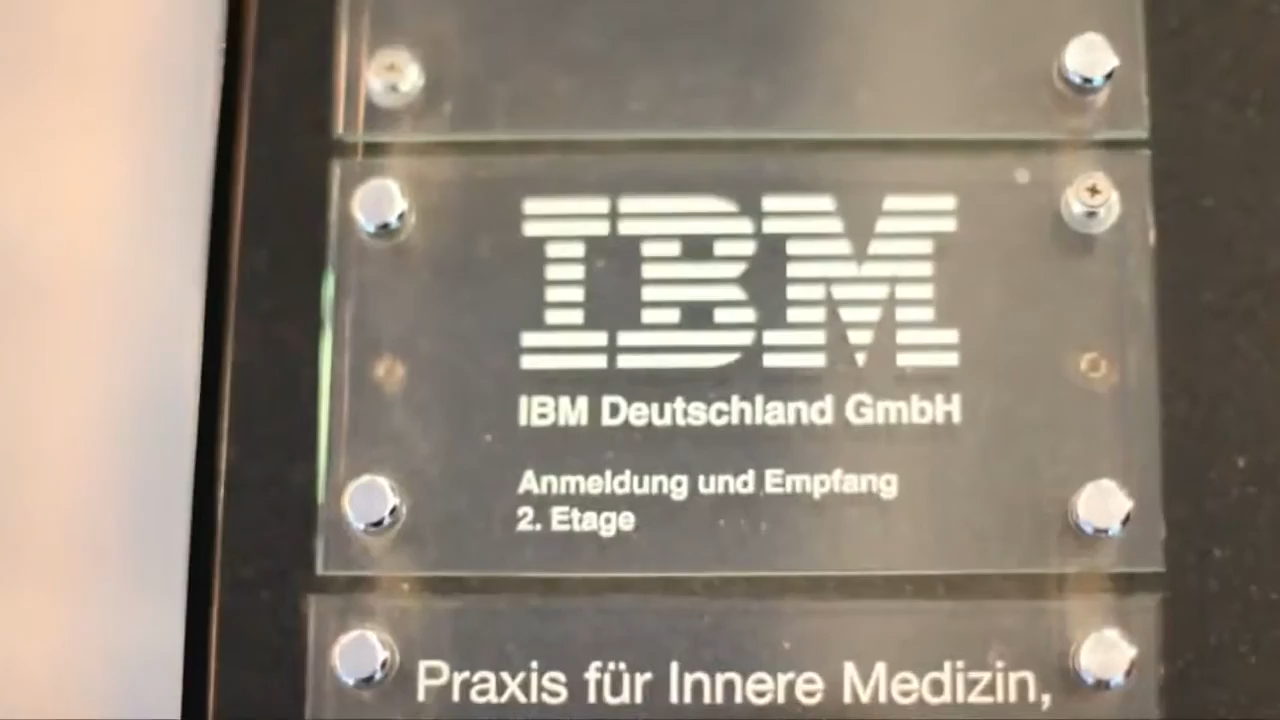 IBM
IBM Deutschland GmbH
Anmeldung und Empfang
2. Etage
Praxis für Innere Medizin,